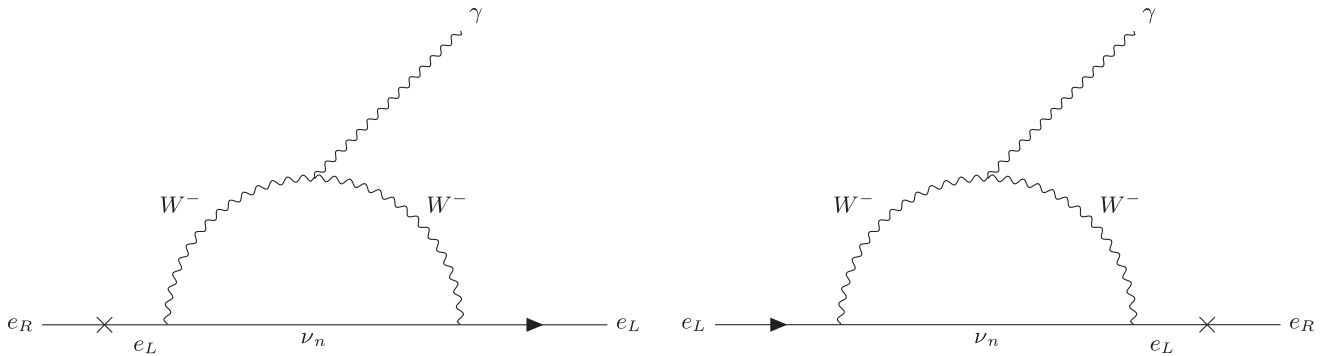 γ γ
W⁻ W⁻ W⁻ W⁻
e_R e_L e_L e_R
e_L ν_n ν_n e_L